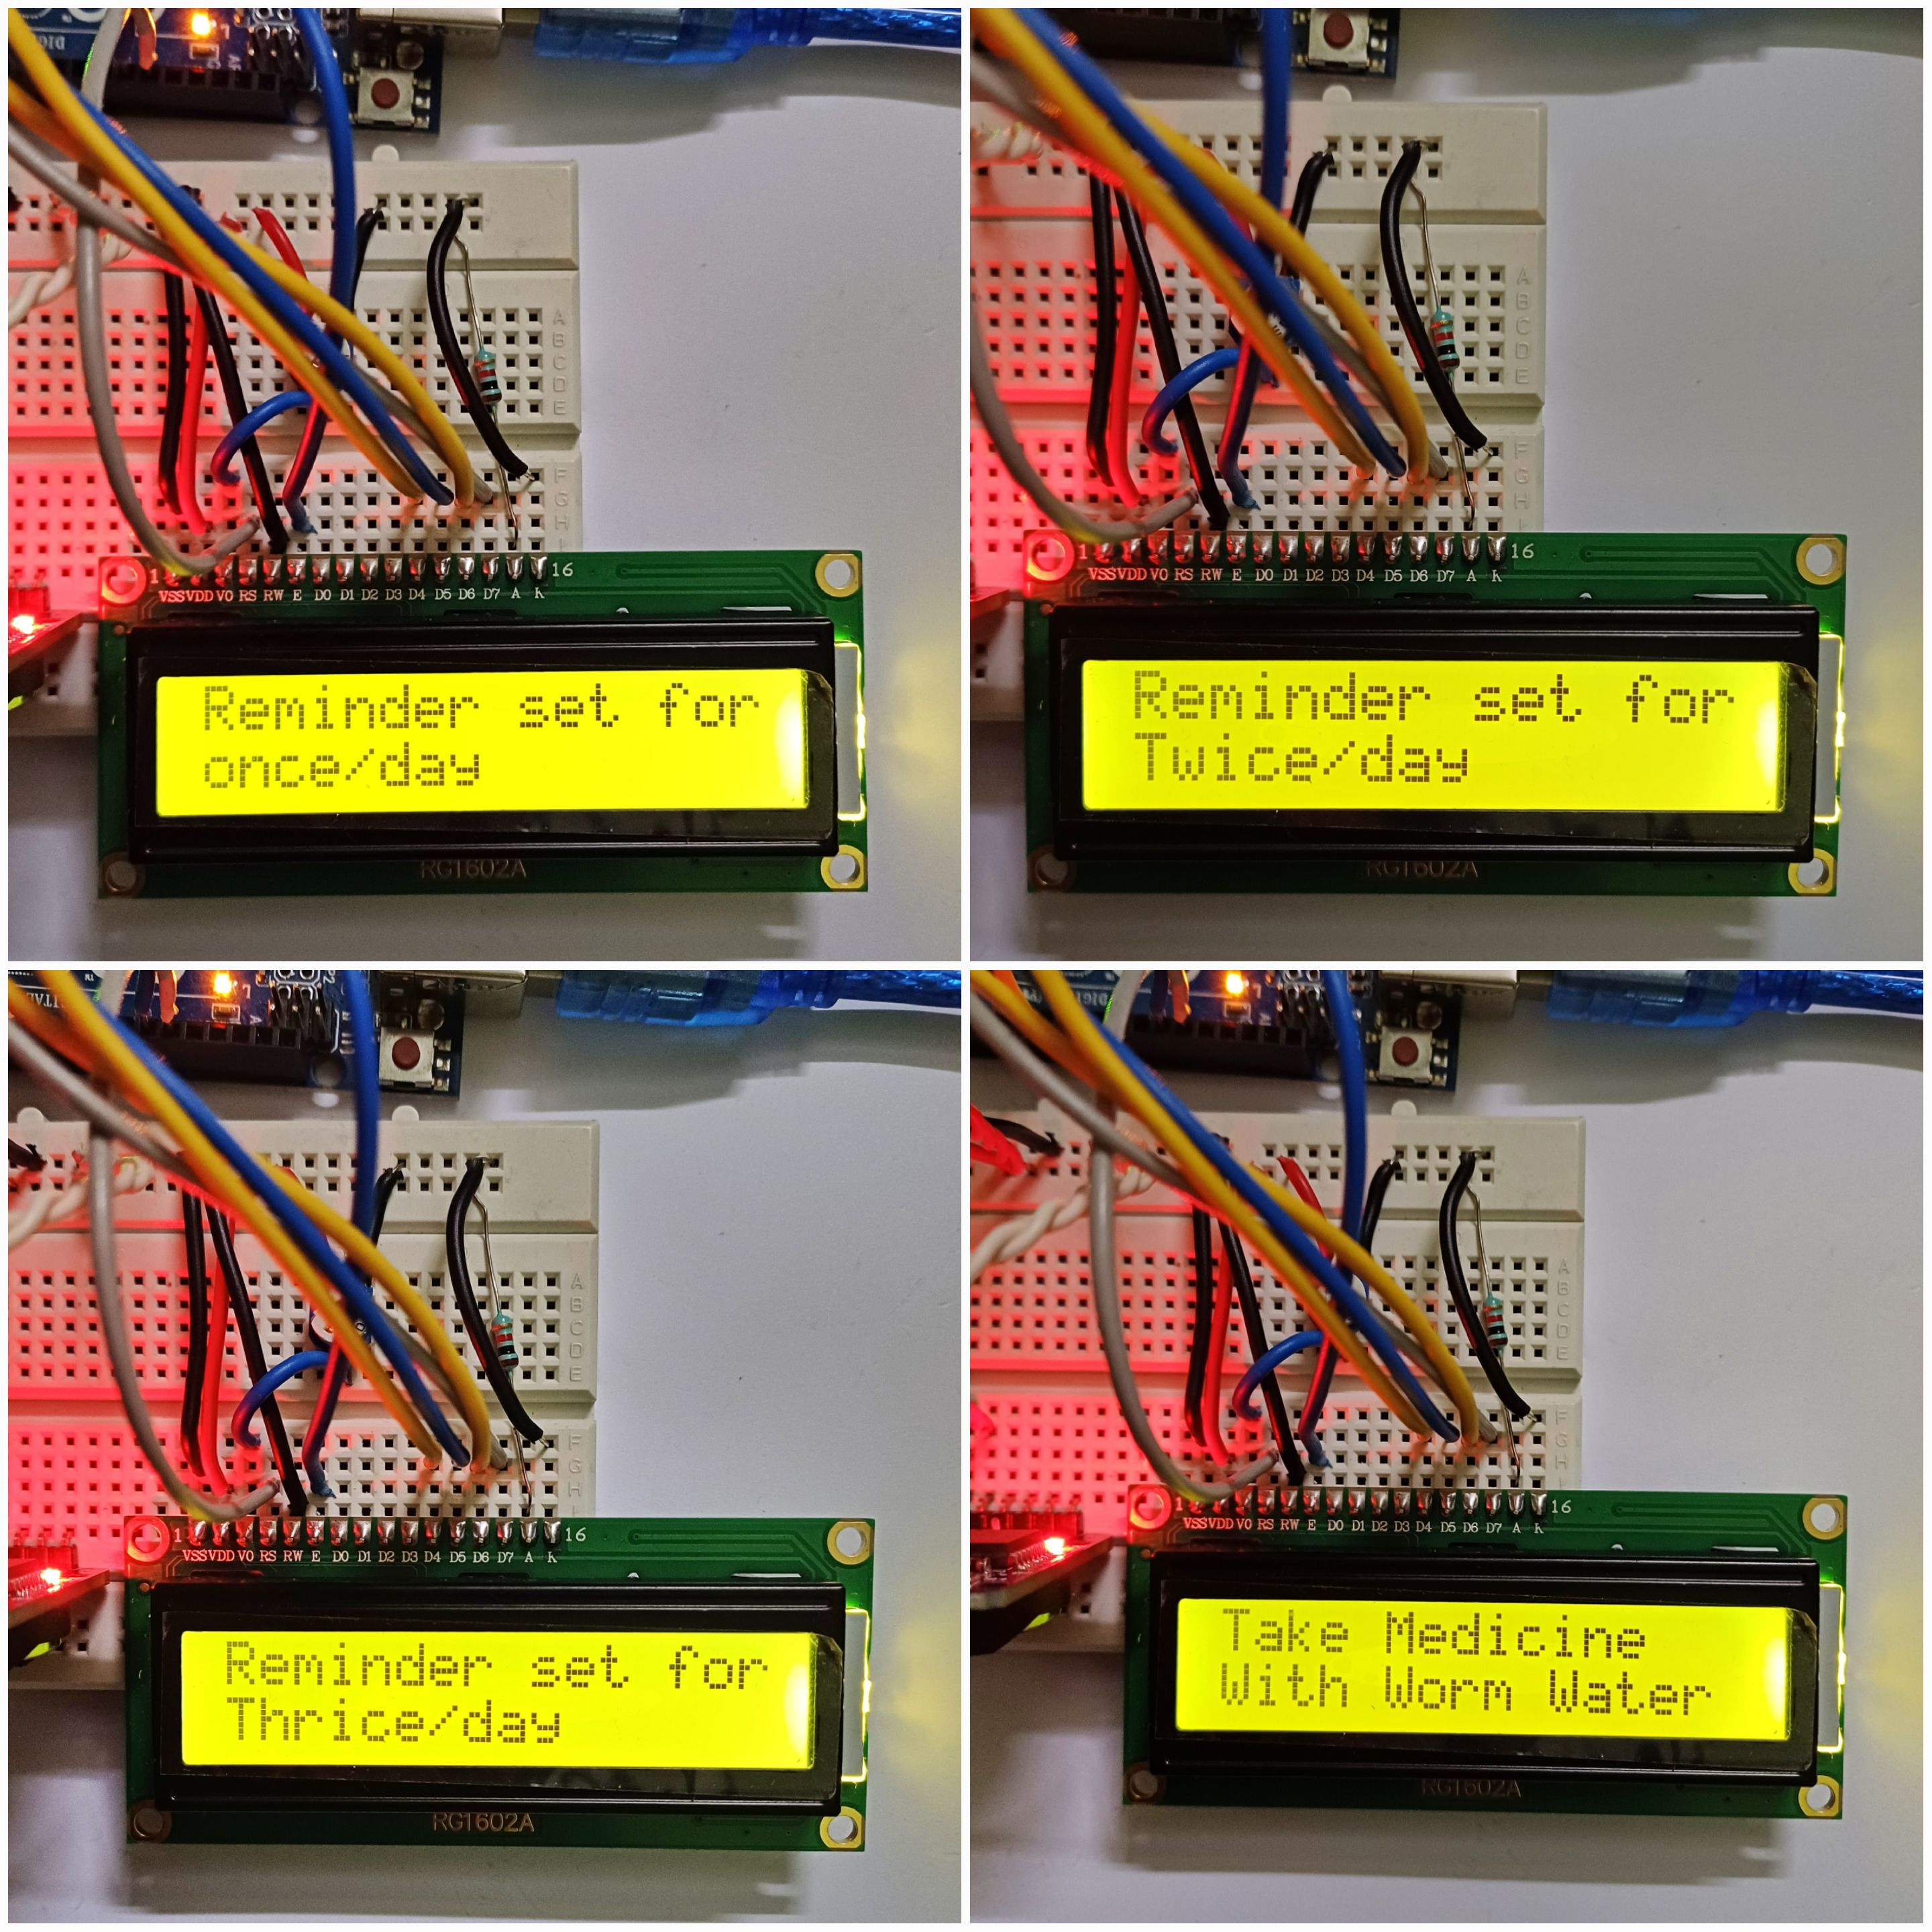 A
B
C
D
E
F
G
H
I
1 16
VSS VDD V0 RS RW E D0 D1 D2 D3 D4 D5 D6 D7 A K
Reminder set for
once/day
RG1602A
A
B
C
D
E
F
G
H
I
1 16
VSS VDD V0 RS RW E D0 D1 D2 D3 D4 D5 D6 D7 A K
Reminder set for
Twice/day
RG1602A
L
A
B
C
D
E
F
G
H
I
1 16
VSS VDD V0 RS RW E D0 D1 D2 D3 D4 D5 D6 D7 A K
Reminder set for
Thrice/day
RG1602A
L
A
B
C
D
E
F
G
H
I
1 16
VSS VDD V0 RS RW E D0 D1 D2 D3 D4 D5 D6 D7 A K
Take Medicine
With Worm Water
RG1602A